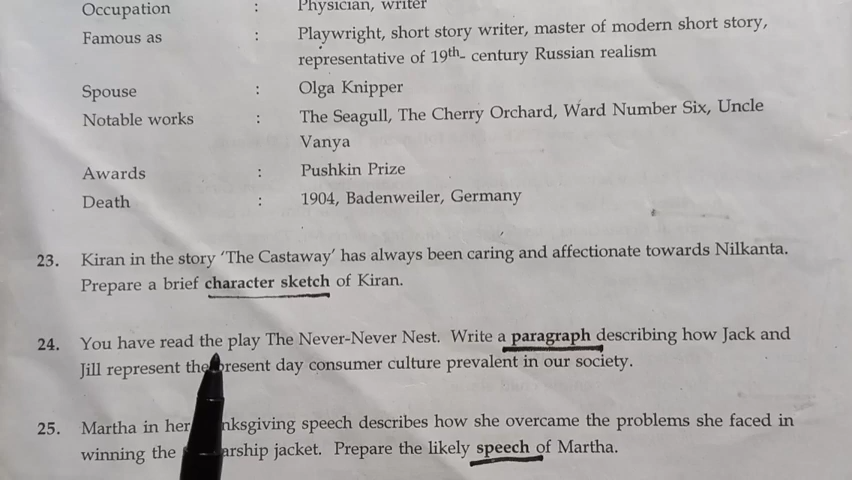 Occupation : Physician, writer
Famous as : Playwright, short story writer, master of modern short story,
representative of 19th- century Russian realism
Spouse : Olga Knipper
Notable works : The Seagull, The Cherry Orchard, Ward Number Six, Uncle
Vanya
Awards : Pushkin Prize
Death : 1904, Badenweiler, Germany
23. Kiran in the story 'The Castaway' has always been caring and affectionate towards Nilkanta.
Prepare a brief character sketch of Kiran.
24. You have read the play The Never-Never Nest. Write a paragraph describing how Jack and
Jill represent the present day consumer culture prevalent in our society.
25. Martha in her nksgiving speech describes how she overcame the problems she faced in
winning the arship jacket. Prepare the likely speech of Martha.